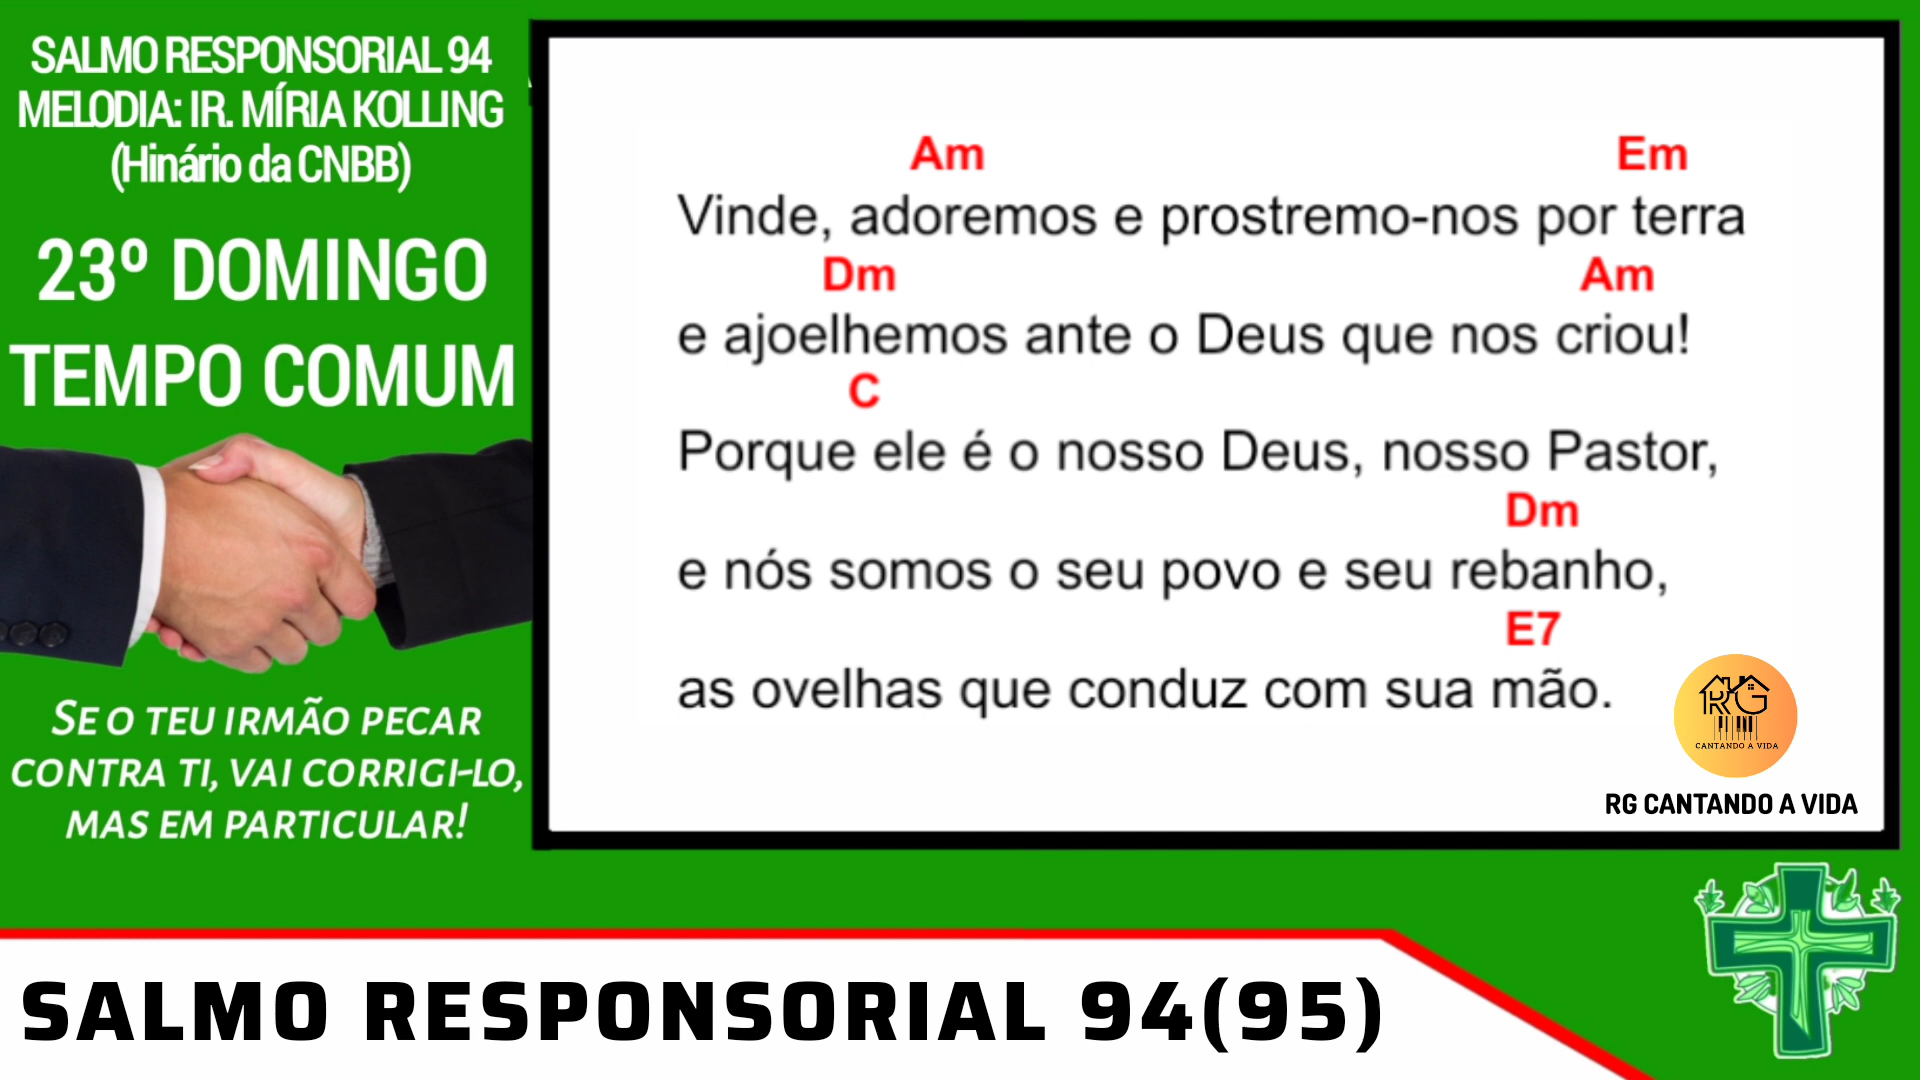 SALMO RESPONSORIAL 94
MELODIA: IR. MÍRIA KOLLING
(Hinário da CNBB)
23º DOMINGO
TEMPO COMUM
SE O TEU IRMÃO PECAR
CONTRA TI, VAI CORRIGI-LO,
MAS EM PARTICULAR!
Am Em
Vinde, adoremos e prostremo-nos por terra
Dm Am
e ajoelhemos ante o Deus que nos criou!
C
Porque ele é o nosso Deus, nosso Pastor,
Dm
e nós somos o seu povo e seu rebanho,
E7
as ovelhas que conduz com sua mão.
RG
CANTANDO A VIDA
RG CANTANDO A VIDA
SALMO RESPONSORIAL 94(95)